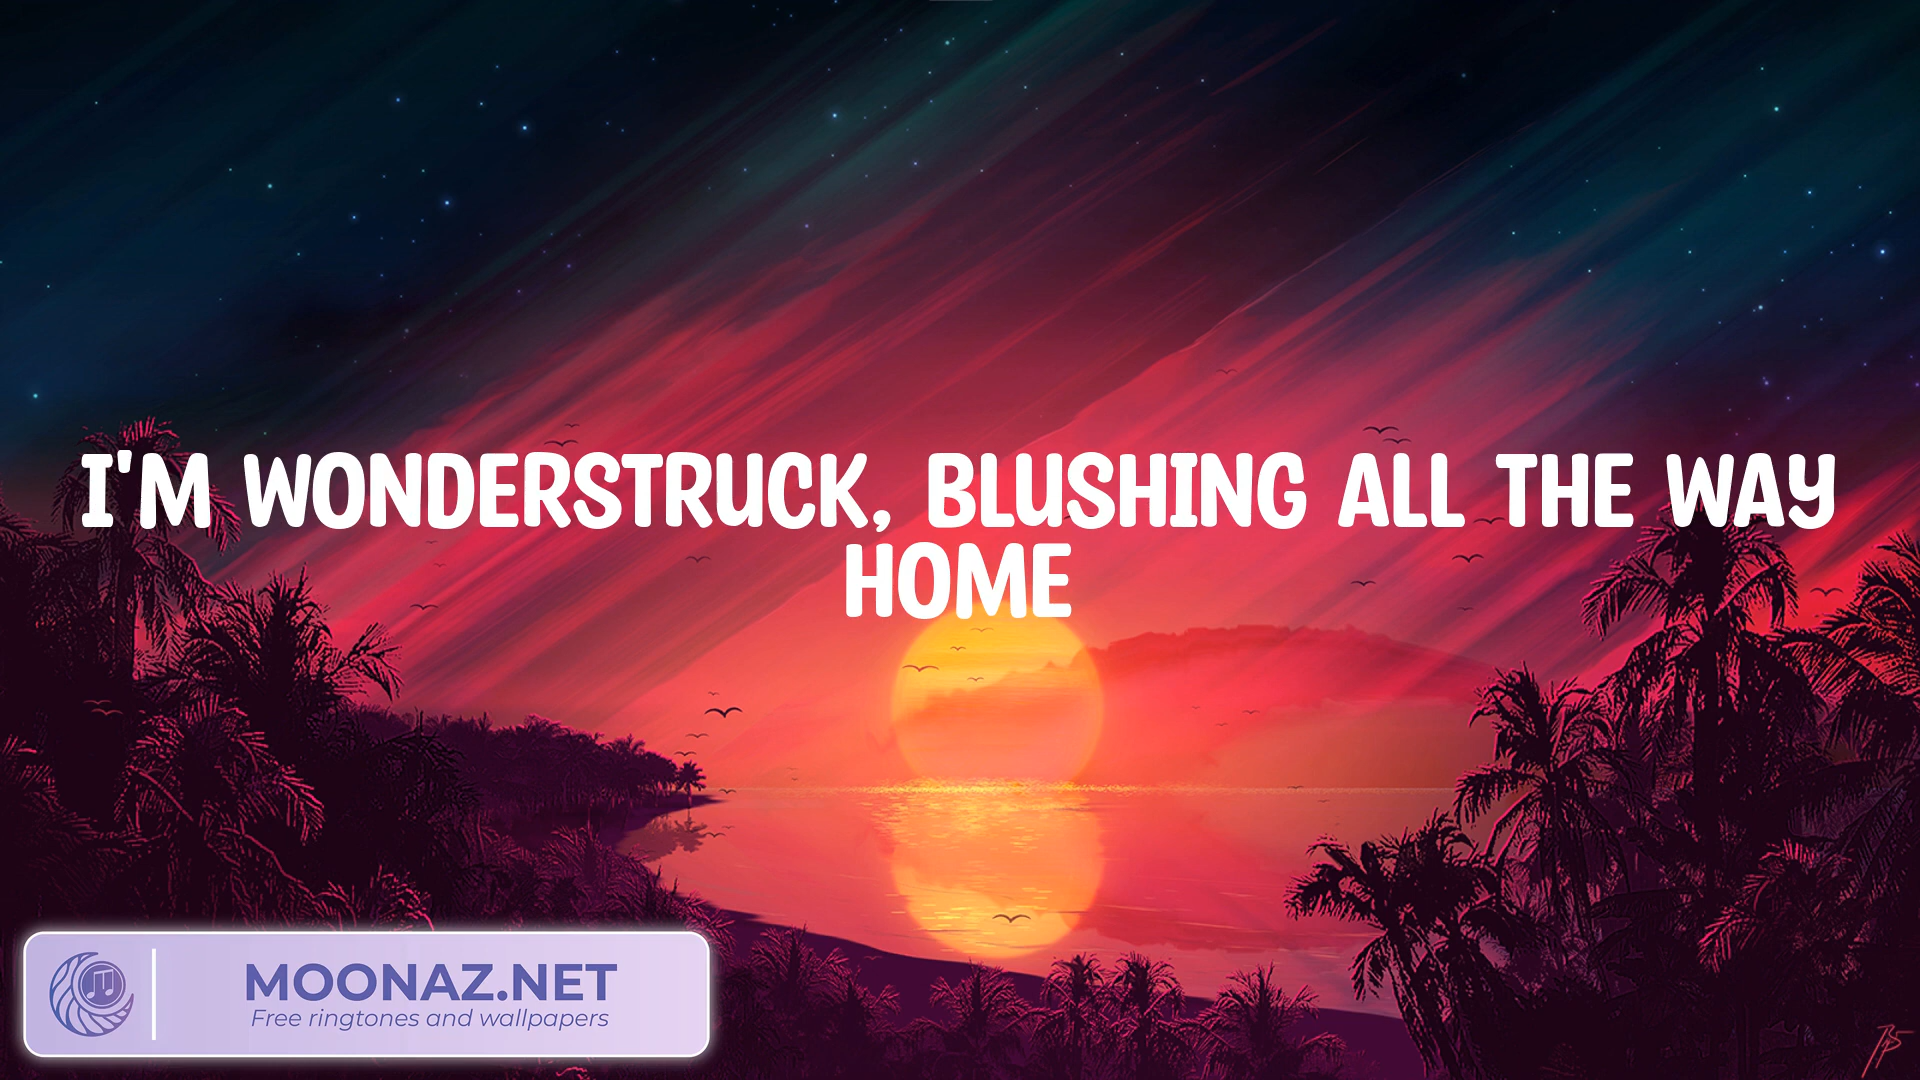 I'M WONDERSTRUCK, BLUSHING ALL THE WAY
HOME
MOONAZ.NET
Free ringtones and wallpapers